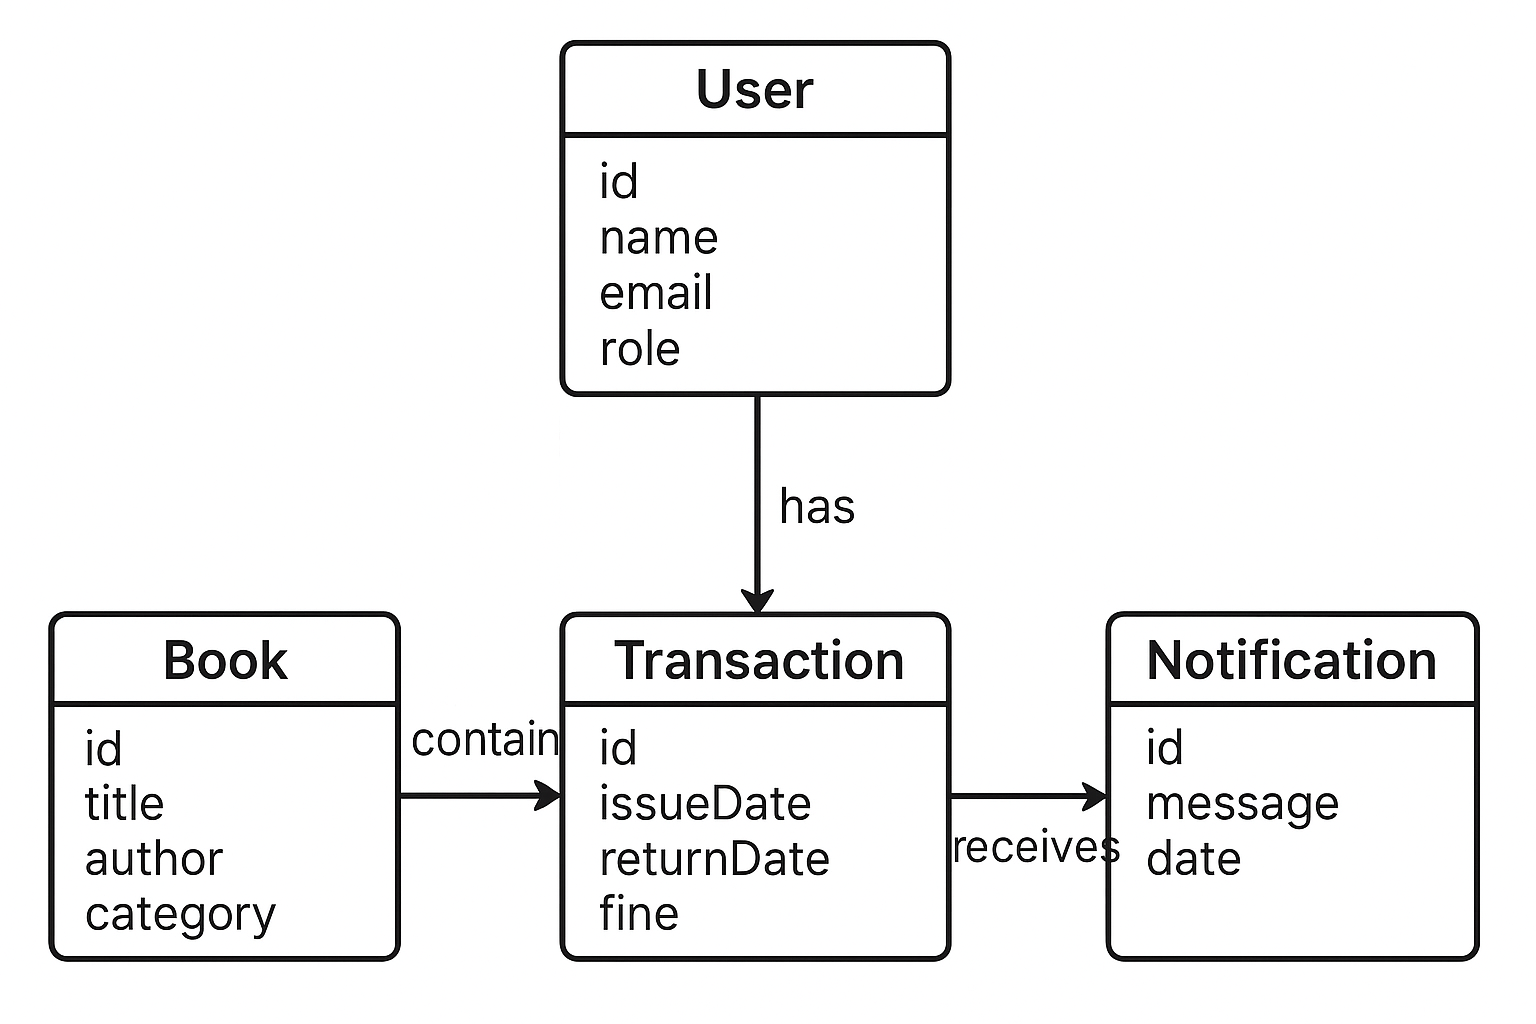 User
id
name
email
role
has
Book
id
title
author
category
contain
Transaction
id
issueDate
returnDate
fine
receives
Notification
id
message
date